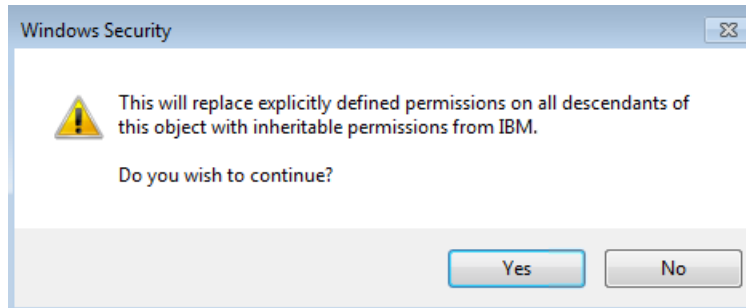 Windows Security
This will replace explicitly defined permissions on all descendants of
this object with inheritable permissions from IBM.
Do you wish to continue?
Yes
No